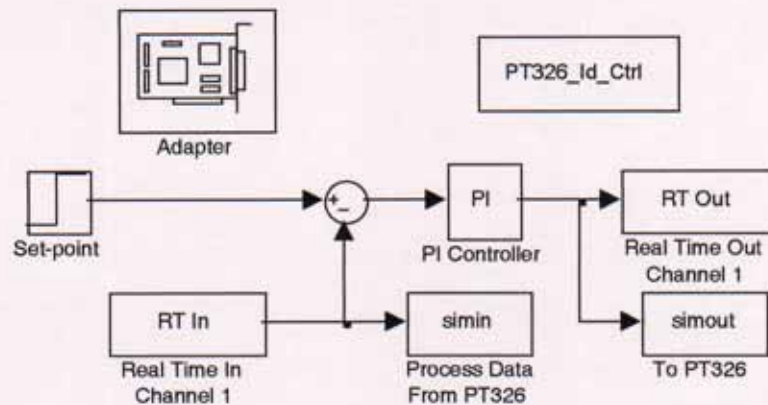 PT326_Id_Ctrl
Adapter
+
−
PI
RT Out
Set-point
PI Controller
Real Time Out
Channel 1
RT In
simin
simout
Real Time In
Channel 1
Process Data
From PT326
To PT326